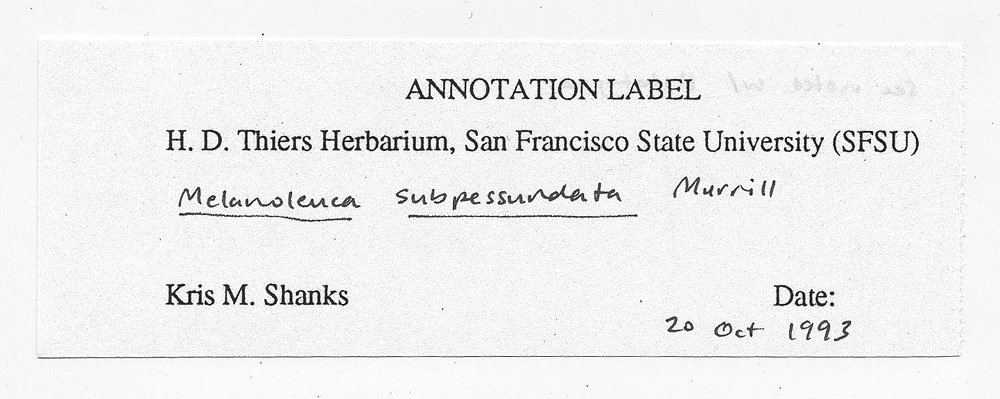 ANNOTATION LABEL
H. D. Thiers Herbarium, San Francisco State University (SFSU)
Melanoleuca subpessundata Murrill
Kris M. Shanks Date:
20 Oct 1993